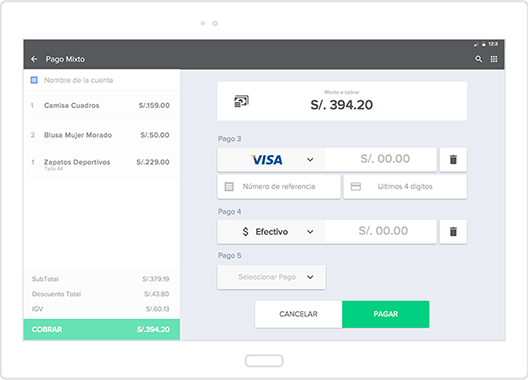 12:3
Pago Mixto
Nombre de la cuenta
1 Camisa Cuadros S/.159.00
2 Blusa Mujer Morado S/.50.00
1 Zapatos Deportivos S/.229.00
Talla 44
SubTotal S/.379.19
Descuento Total S/.43.80
IGV S/.60.13
COBRAR S/.394.20
Monto a cobrar
S/. 394.20
Pago 3
VISA S/. 00.00
Número de referencia Ultimos 4 digitos
Pago 4
$ Efectivo S/. 00.00
Pago 5
Seleccionar Pago
CANCELAR PAGAR